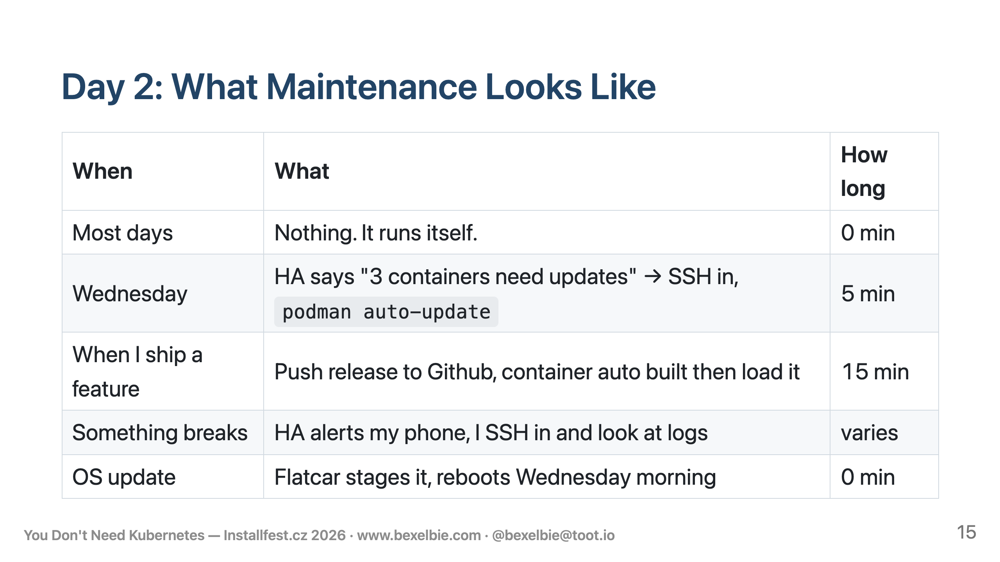 Day 2: What Maintenance Looks Like
When
What
How
long
Most days
Nothing. It runs itself.
0 min
Wednesday
HA says "3 containers need updates" → SSH in,
podman auto-update
5 min
When I ship a
feature
Push release to Github, container auto built then load it
15 min
Something breaks
HA alerts my phone, I SSH in and look at logs
varies
OS update
Flatcar stages it, reboots Wednesday morning
0 min
You Don't Need Kubernetes — Installfest.cz 2026 · www.bexelbie.com · @bexelbie@toot.io
15